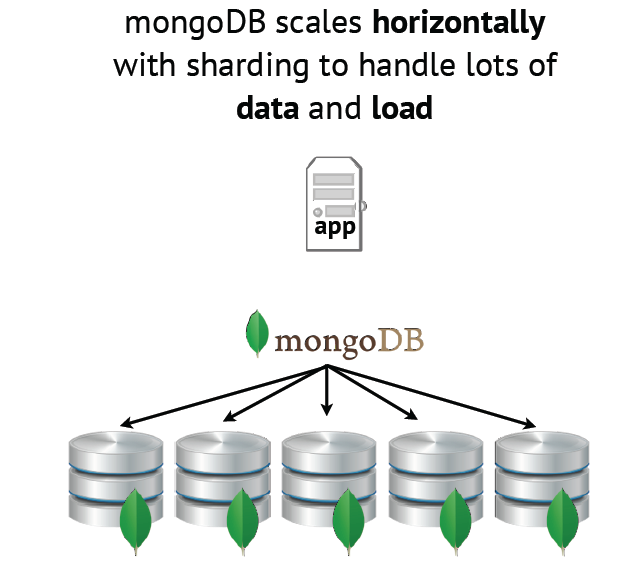 mongoDB scales horizontally
with sharding to handle lots of
data and load
app
mongoDB